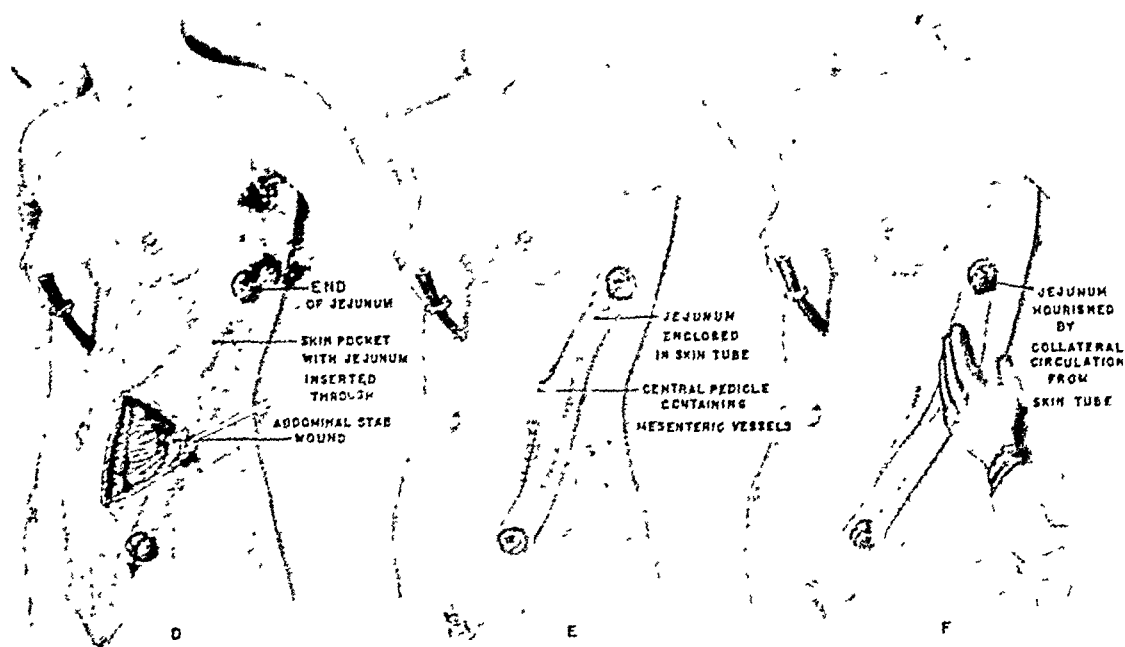 END
OF JEJUNUM
SKIN POCKET
WITH JEJUNUM
INSERTED
THROUGH
ABDOMINAL STAB
WOUND
D
JEJUNUM
ENCLOSED
IN SKIN TUBE
CENTRAL PEDICLE
CONTAINING
MESENTERIC VESSELS
E
JEJUNUM
NOURISHED
BY
COLLATERAL
CIRCULATION
FROM
SKIN TUBE
F